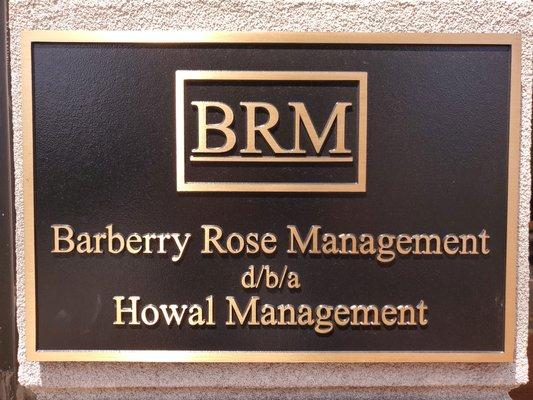 BRM
Barberry Rose Management
d/b/a
Howal Management